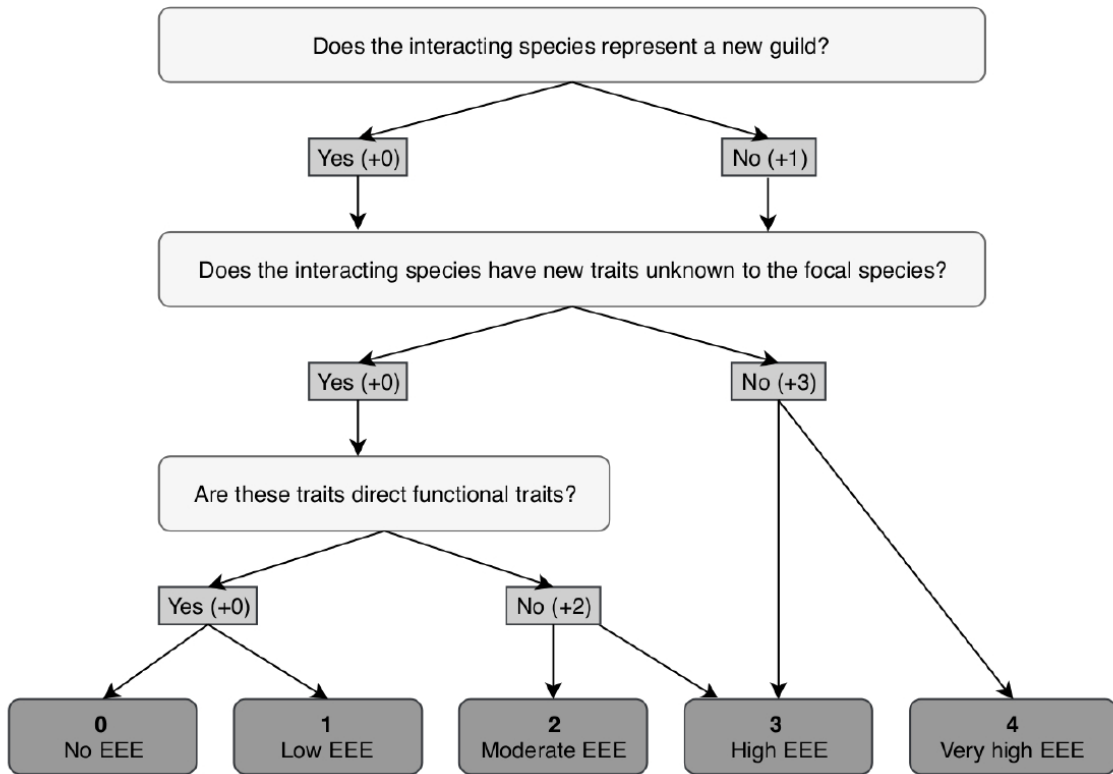 Does the interacting species represent a new guild?
Yes (+0)
No (+1)
Does the interacting species have new traits unknown to the focal species?
Yes (+0)
No (+3)
Are these traits direct functional traits?
Yes (+0)
No (+2)
0
No EEE
1
Low EEE
2
Moderate EEE
3
High EEE
4
Very high EEE